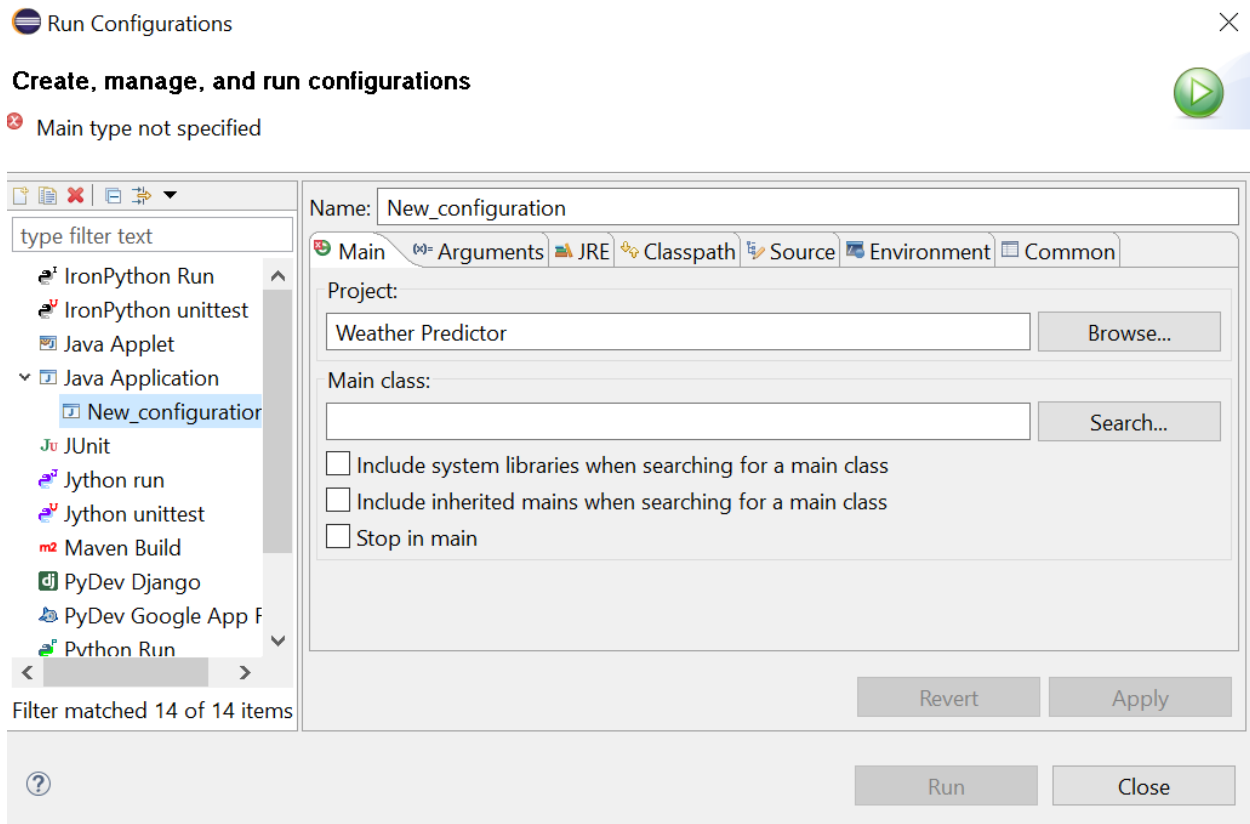 Run Configurations
Create, manage, and run configurations
Main type not specified
type filter text
IronPython Run
IronPython unittest
Java Applet
Java Application
New_configuration
JUnit
Jython run
Jython unittest
Maven Build
PyDev Django
PyDev Google App
Python Run
Filter matched 14 of 14 items
Name: New_configuration
Main (x)= Arguments JRE Classpath Source Environment Common
Project:
Weather Predictor Browse...
Main class:
Search...
Include system libraries when searching for a main class
Include inherited mains when searching for a main class
Stop in main
Revert Apply
Run Close